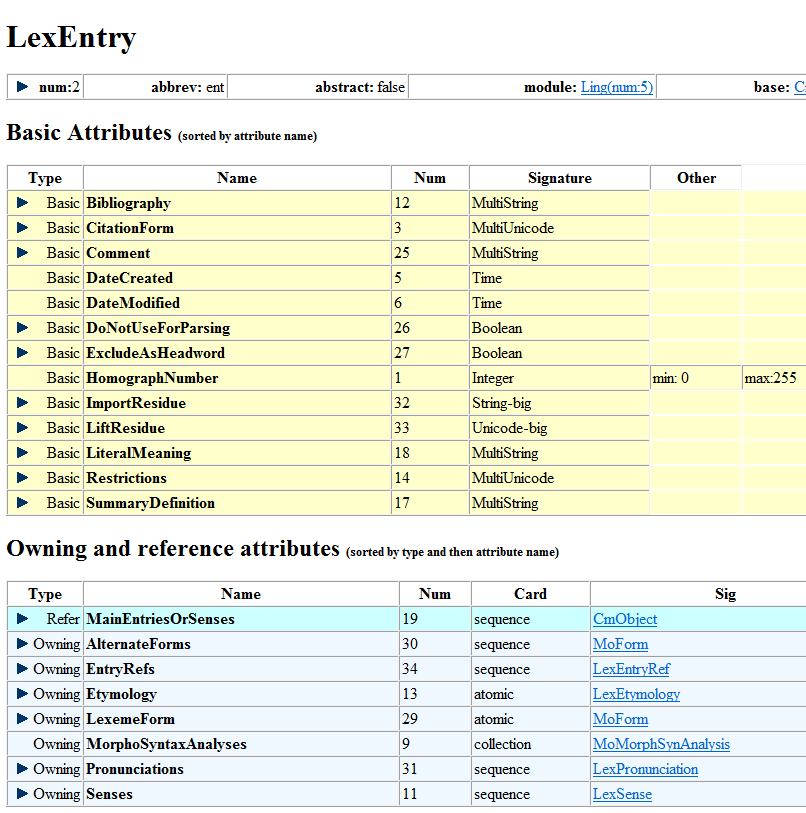 LexEntry
num:2 abbrev: ent abstract: false module: Ling(num:5) base:
Basic Attributes (sorted by attribute name)
Type Name Num Signature Other
Basic Bibliography 12 MultiString
Basic CitationForm 3 MultiUnicode
Basic Comment 25 MultiString
Basic DateCreated 5 Time
Basic DateModified 6 Time
Basic DoNotUseForParsing 26 Boolean
Basic ExcludeAsHeadword 27 Boolean
Basic HomographNumber 1 Integer min: 0 max:255
Basic ImportResidue 32 String-big
Basic LiftResidue 33 Unicode-big
Basic LiteralMeaning 18 MultiString
Basic Restrictions 14 MultiUnicode
Basic SummaryDefinition 17 MultiString
Owning and reference attributes (sorted by type and then attribute name)
Type Name Num Card Sig
Refer MainEntriesOrSenses 19 sequence CmObject
Owning AlternateForms 30 sequence MoForm
Owning EntryRefs 34 sequence LexEntryRef
Owning Etymology 13 atomic LexEtymology
Owning LexemeForm 29 atomic MoForm
Owning MorphoSyntaxAnalyses 9 collection MoMorphSynAnalysis
Owning Pronunciations 31 sequence LexPronunciation
Owning Senses 11 sequence LexSense